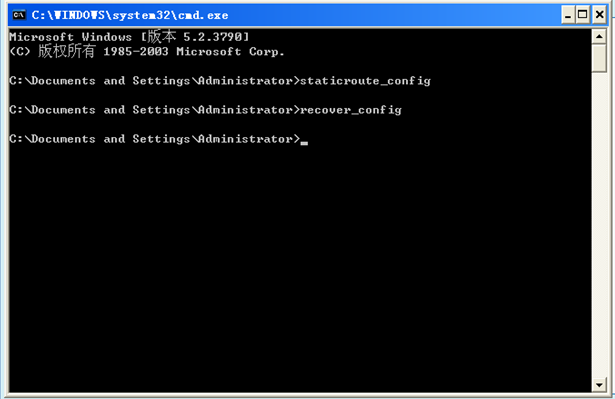 C:\WINDOWS\system32\cmd.exe
Microsoft Windows [版本 5.2.3790]
(C) 版权所有 1985-2003 Microsoft Corp.
C:\Documents and Settings\Administrator>staticroute_config
C:\Documents and Settings\Administrator>recover_config
C:\Documents and Settings\Administrator>